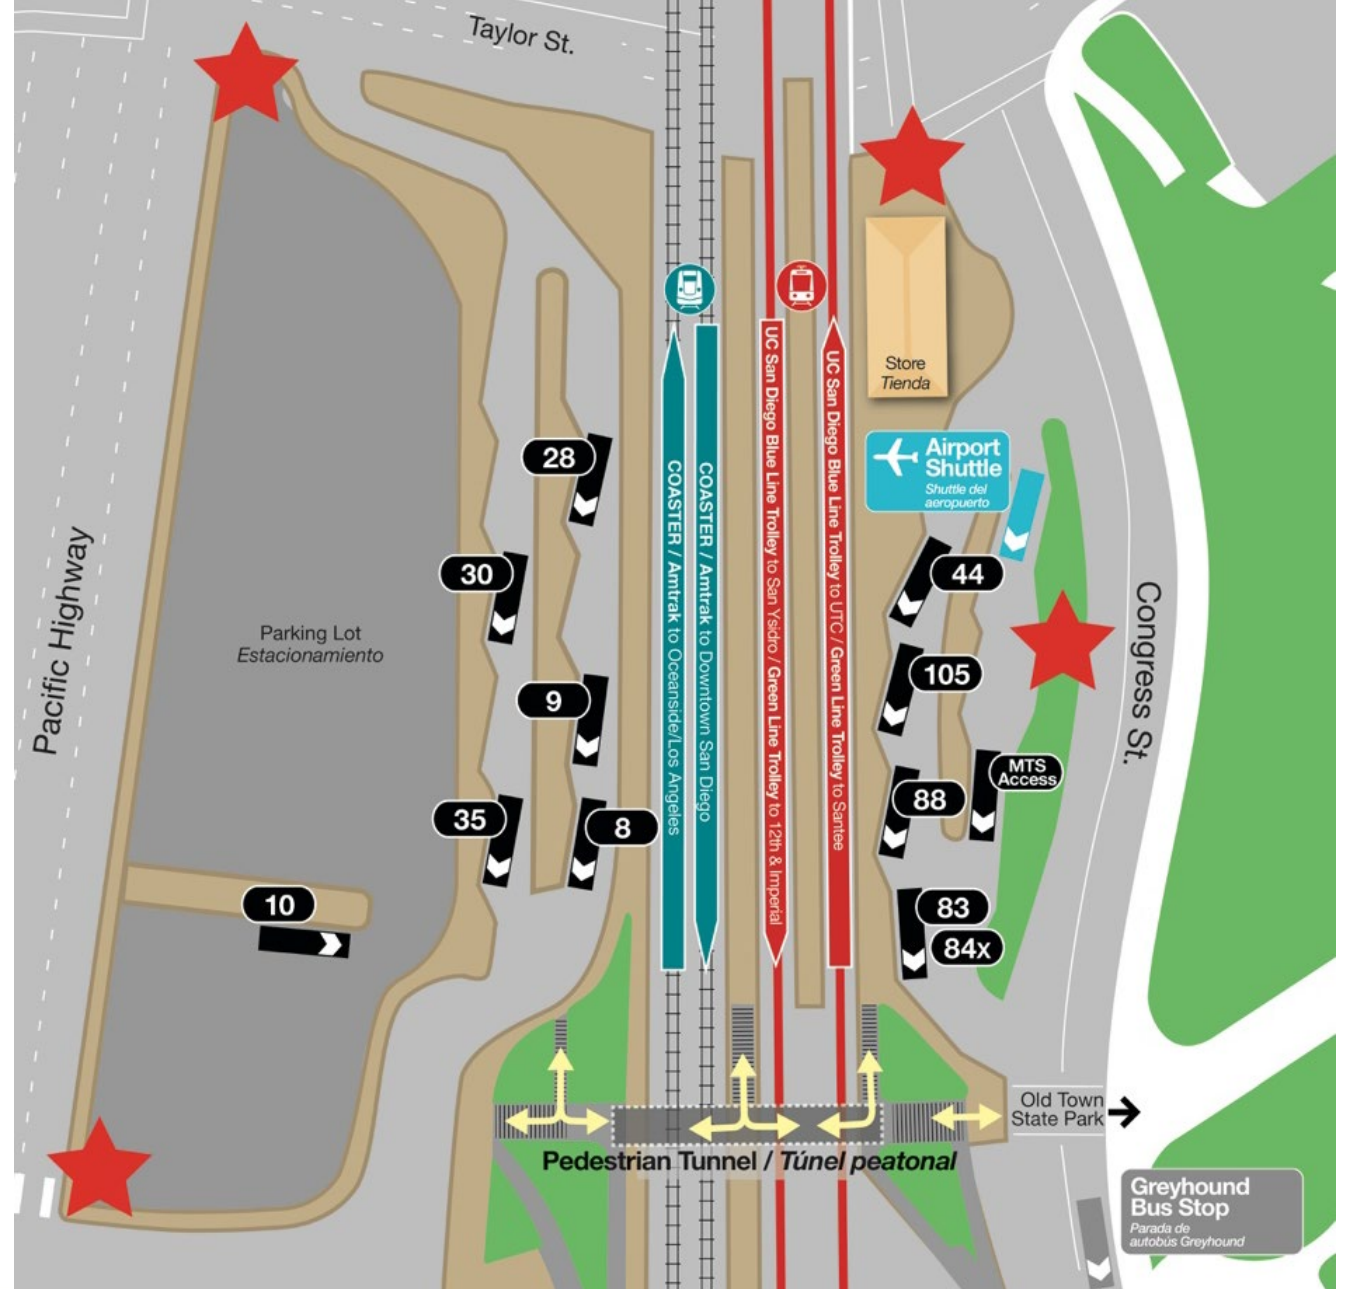 Taylor St.
Store
Tienda
28
Airport
Shuttle
Shuttle del
aeropuerto
30
44
Parking Lot
Estacionamiento
Pacific Highway
COASTER / Amtrak to Oceanside/Los Angeles
COASTER / Amtrak to Downtown San Diego
UC San Diego Blue Line Trolley to San Ysidro / Green Line Trolley to 12th & Imperial
UC San Diego Blue Line Trolley to UTC / Green Line Trolley to Santee
Congress St.
9
105
MTS
Access
35
8
88
10
83
84x
Old Town
State Park
Pedestrian Tunnel / Túnel peatonal
Greyhound
Bus Stop
Parada de
autobús Greyhound